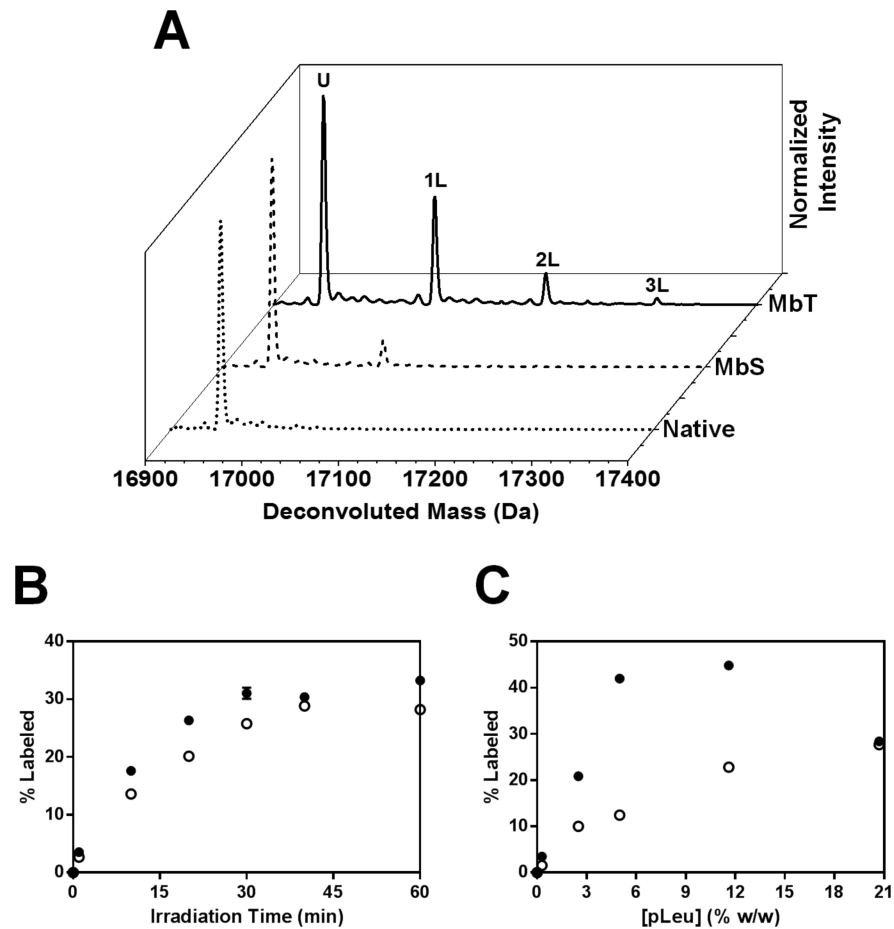 A
U
1L
2L
3L
Normalized
Intensity
MbT
MbS
Native
16900 17000 17100 17200 17300 17400
Deconvoluted Mass (Da)
B
C
40
30
20
10
0
% Labeled
0 15 30 45 60
Irradiation Time (min)
50
40
30
20
10
0
% Labeled
0 3 6 9 12 15 18 21
[pLeu] (% w/w)